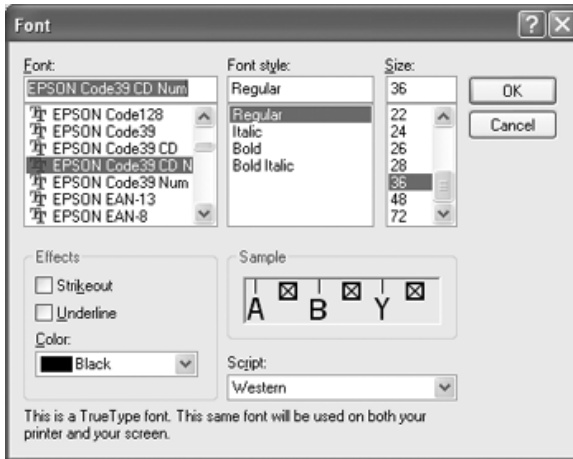 Font
Font: Font style: Size:
EPSON Code39 CD Num Regular 36 OK
EPSON Code128 Regular 22 Cancel
EPSON Code39 Italic 24
EPSON Code39 CD Bold 26
EPSON Code39 CD N Bold Italic 28
EPSON Code39 Num 36
EPSON EAN-13 48
EPSON EAN-8 72
Effects Sample
Strikeout
Underline
A B Y
Color:
Black
Script:
Western
This is a TrueType font. This same font will be used on both your
printer and your screen.